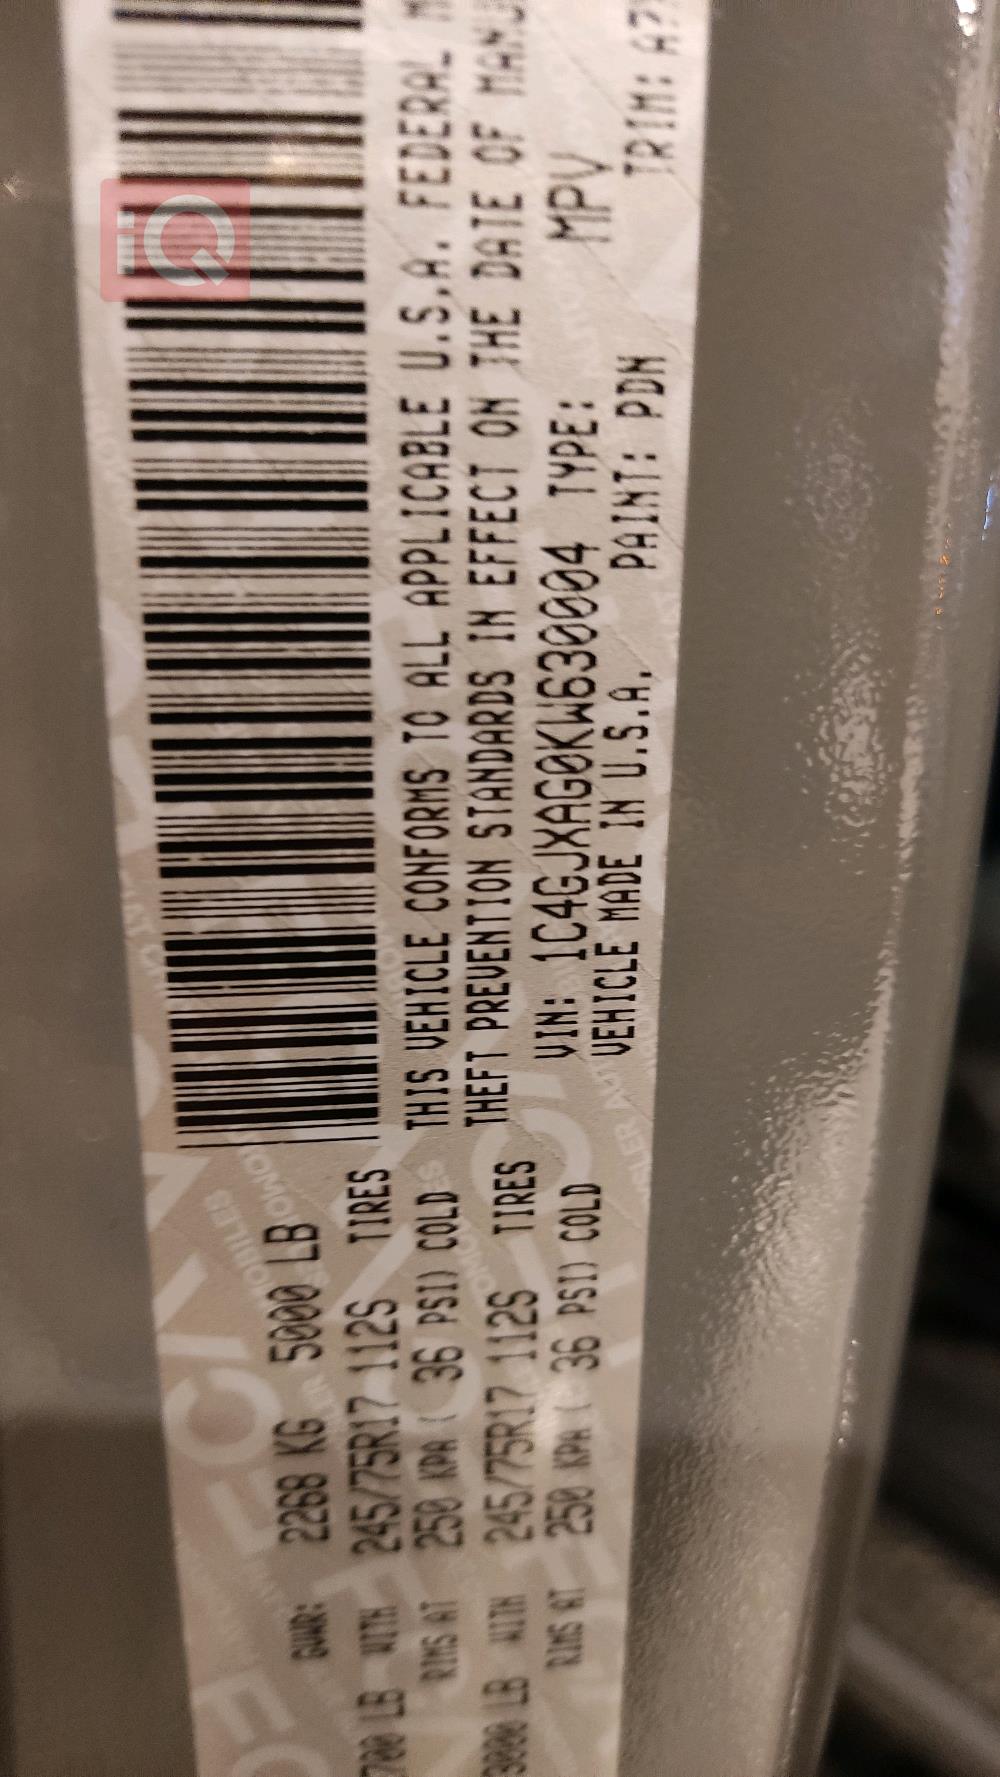 GVWR: 2268 KG 5000 LB
700 LB WITH 245/75R17 112S TIRES
RIMS AT 250 KPA ( 36 PSI) COLD
3000 LB WITH 245/75R17 112S TIRES
RIMS AT 250 KPA ( 36 PSI) COLD
THIS VEHICLE CONFORMS TO ALL APPLICABLE U.S.A. FEDERAL
THEFT PREVENTION STANDARDS IN EFFECT ON THE DATE OF
VIN: 1C4GJXAG0KW630004 TYPE: MPV
VEHICLE MADE IN U.S.A. PAINT: PDN TRIM: A7
iQ